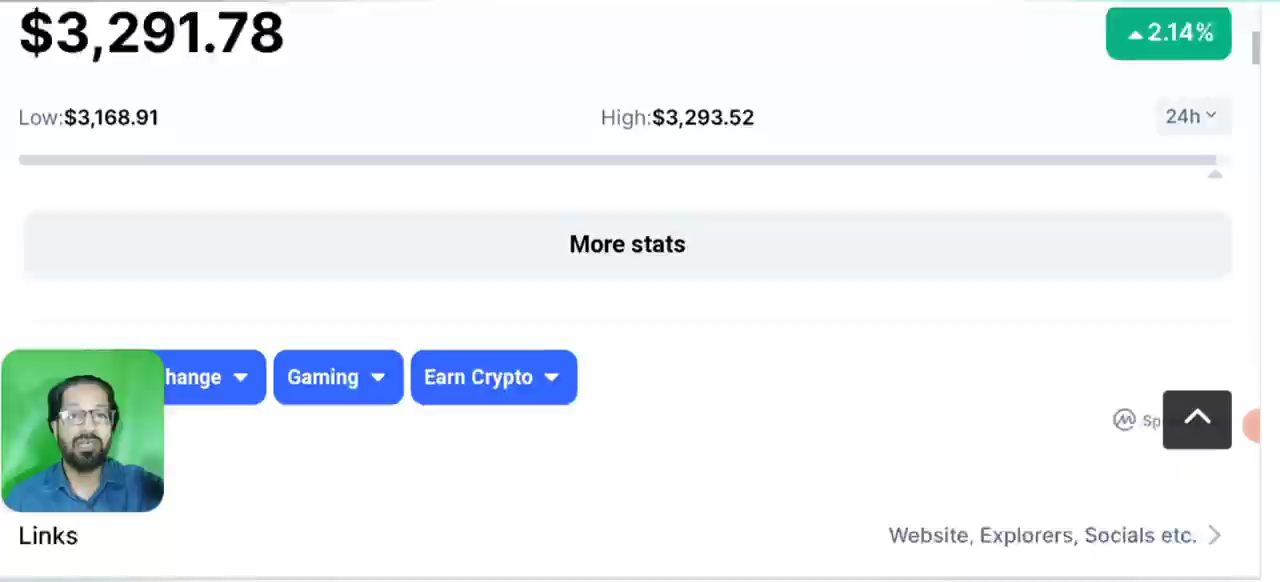 $3,291.78
2.14%
Low:$3,168.91 High:$3,293.52 24h
More stats
Gaming Earn Crypto
Links Website, Explorers, Socials etc.